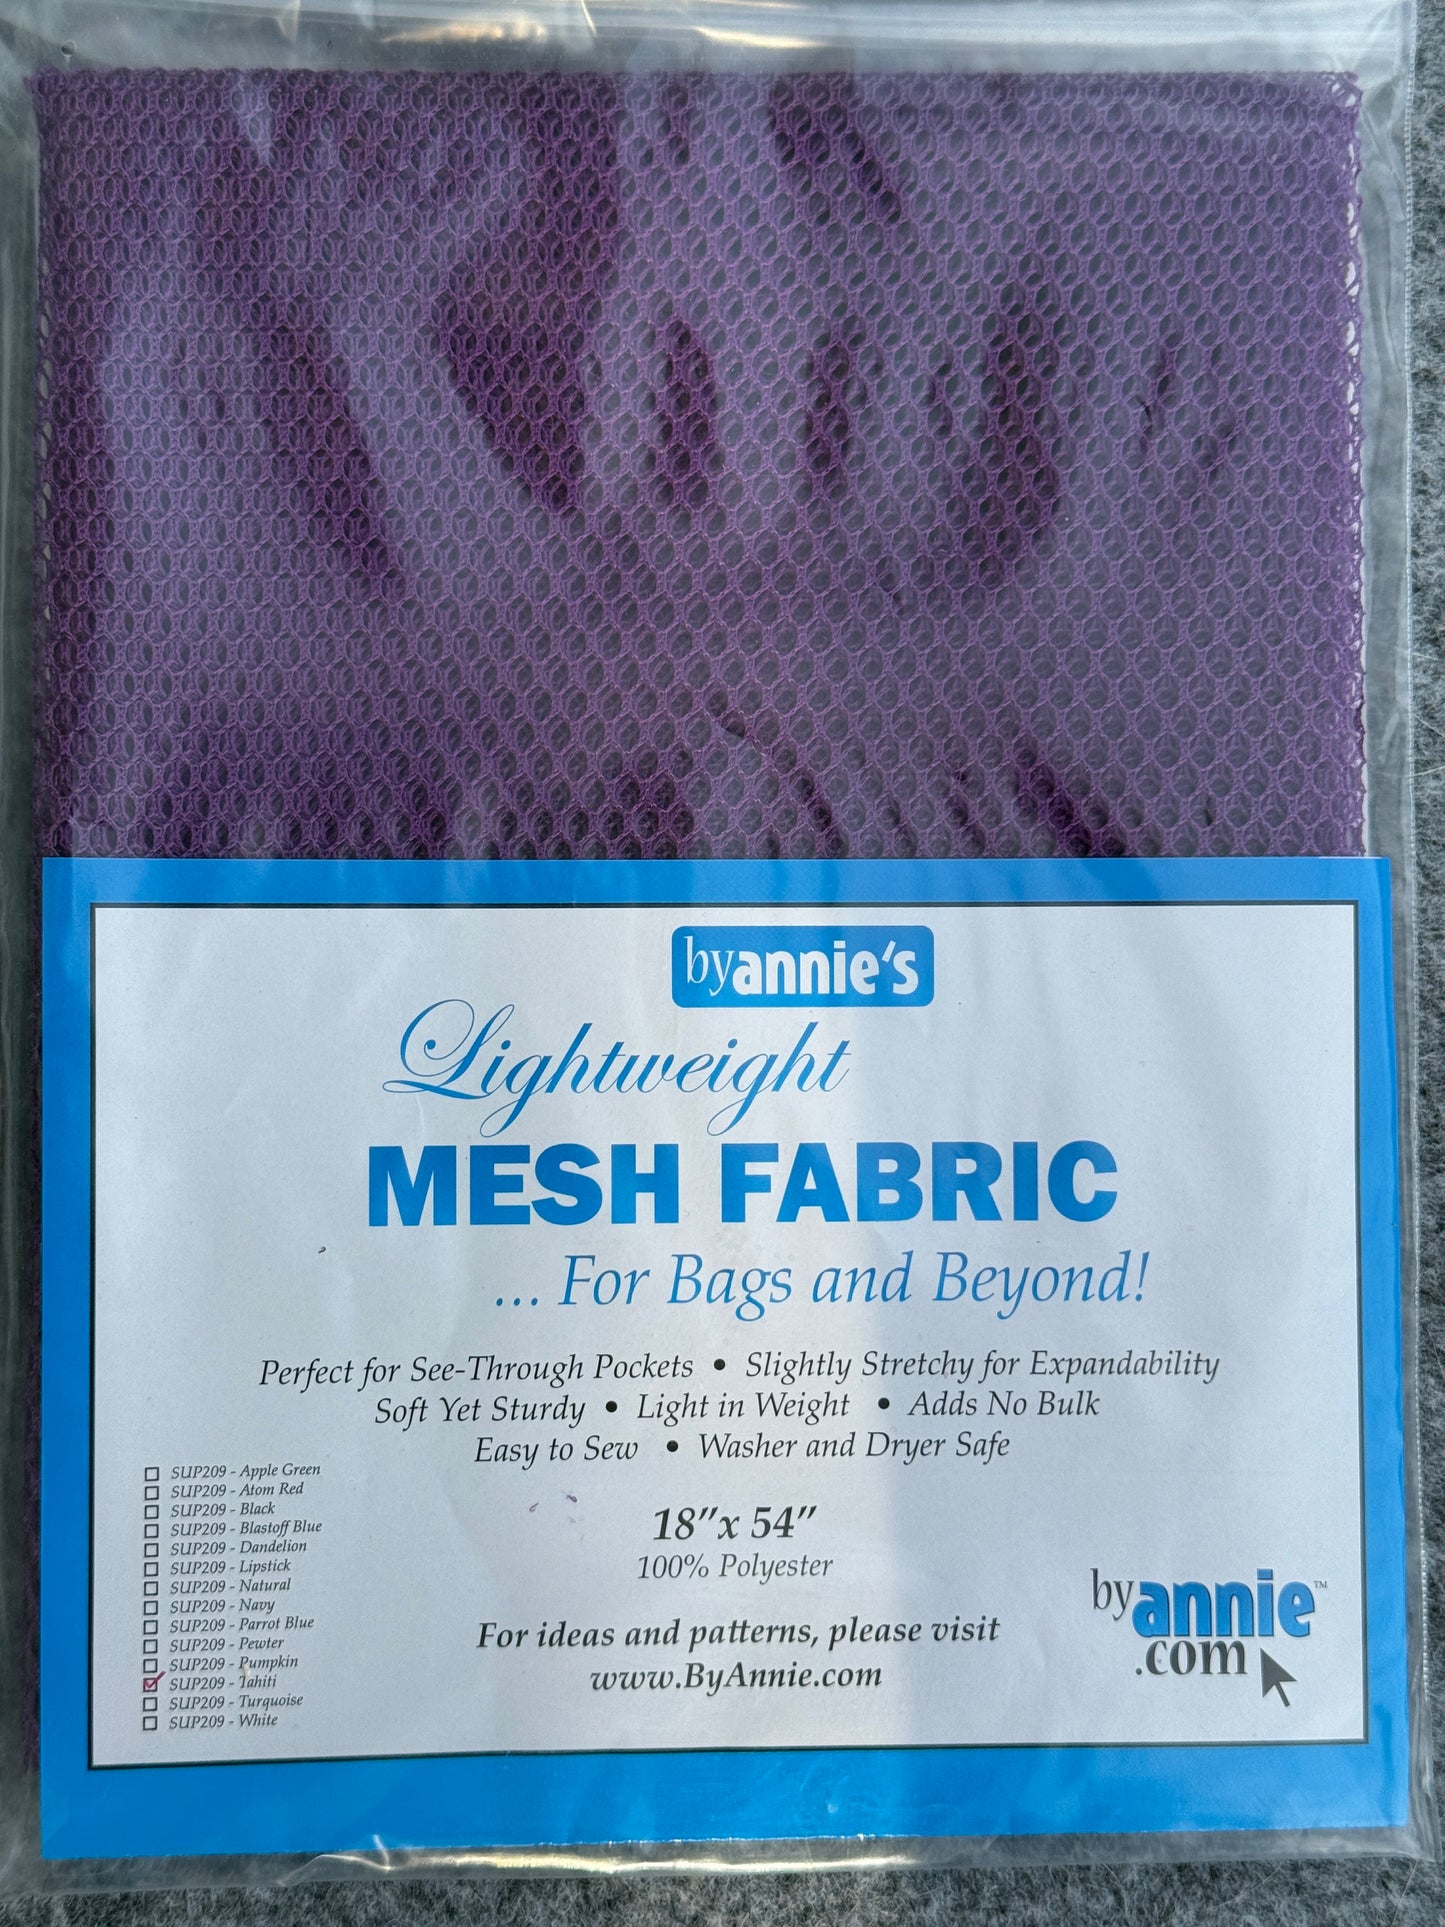 byannie's
Lightweight
MESH FABRIC
... For Bags and Beyond!
Perfect for See-Through Pockets • Slightly Stretchy for Expandability
Soft Yet Sturdy • Light in Weight • Adds No Bulk
Easy to Sew • Washer and Dryer Safe
SUP209 - Apple Green
SUP209 - Atom Red
SUP209 - Black
SUP209 - Blastoff Blue
SUP209 - Dandelion
SUP209 - Lipstick
SUP209 - Natural
SUP209 - Navy
SUP209 - Parrot Blue
SUP209 - Pewter
SUP209 - Pumpkin
SUP209 - Tahiti
SUP209 - Turquoise
SUP209 - White
18"x 54"
100% Polyester
For ideas and patterns, please visit
www.ByAnnie.com
byannie™
.com